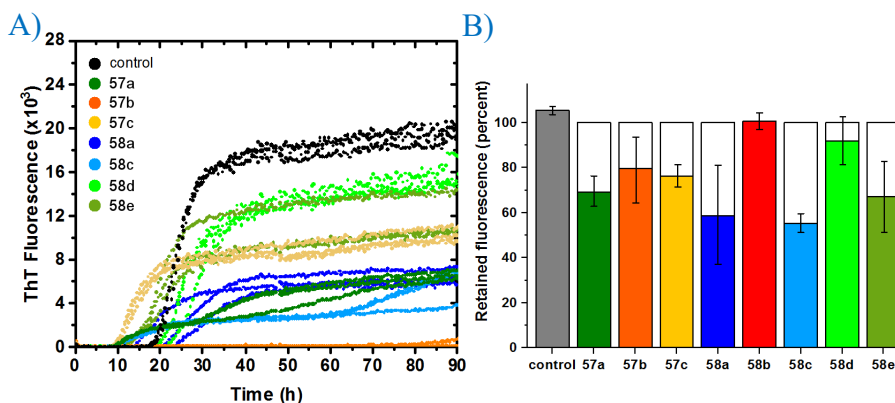 A)
B)
ThT Fluorescence (x10³)
28
24
20
16
12
8
4
0
control
57a
57b
57c
58a
58c
58d
58e
0 10 20 30 40 50 60 70 80 90
Time (h)
Retained fluorescence (percent)
100
80
60
40
20
0
control 57a 57b 57c 58a 58b 58c 58d 58e